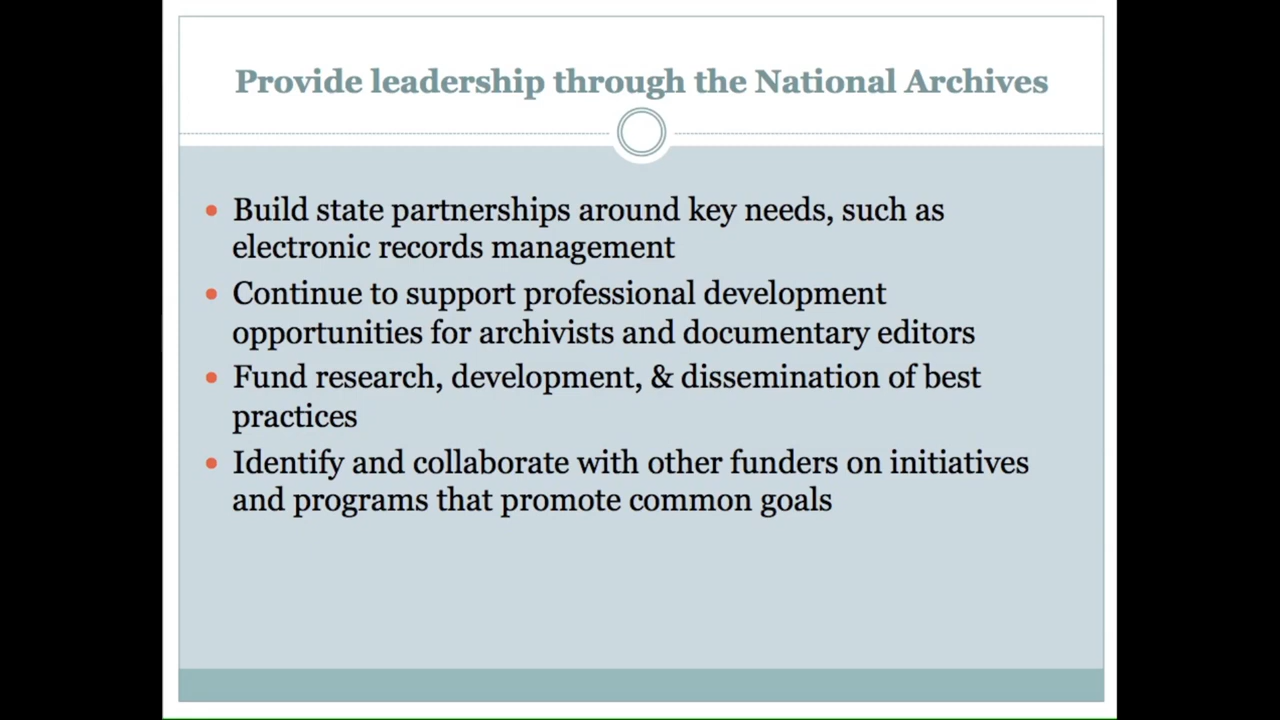 Provide leadership through the National Archives
Build state partnerships around key needs, such as
electronic records management
Continue to support professional development
opportunities for archivists and documentary editors
Fund research, development, & dissemination of best
practices
Identify and collaborate with other funders on initiatives
and programs that promote common goals